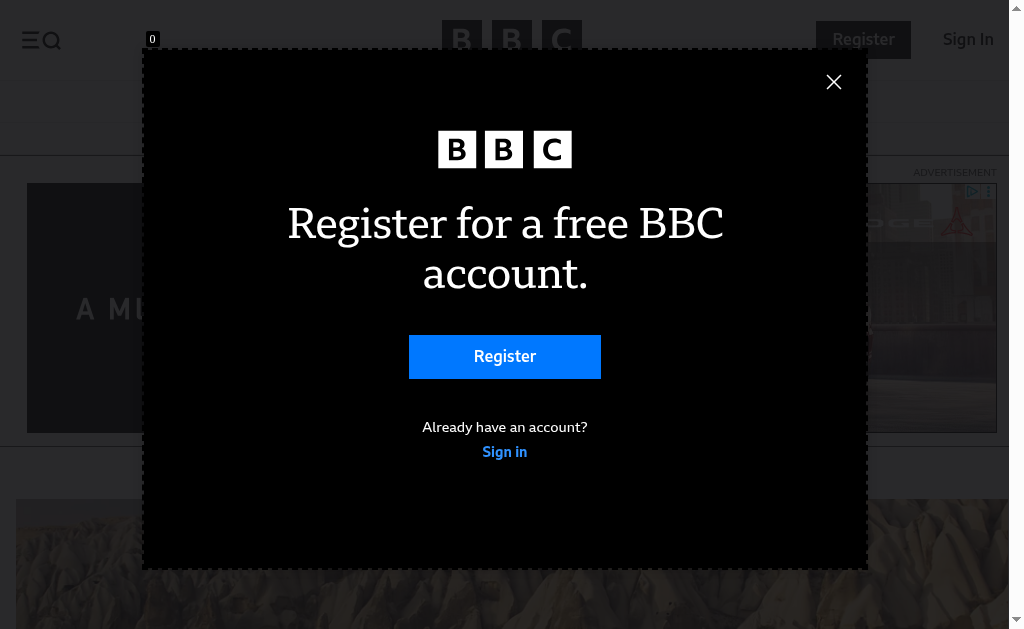 0
BBC
Register
Sign In
ADVERTISEMENT
BBC
Register for a free BBC
account.
Register
Already have an account?
Sign in